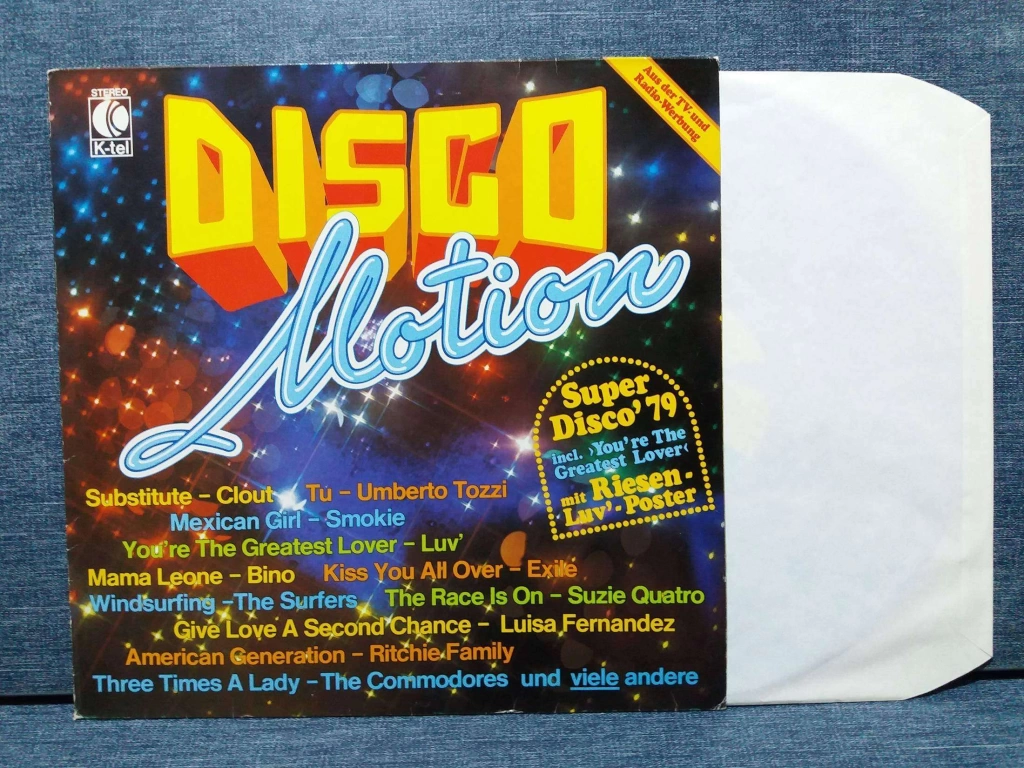 STEREO
K-tel
Aus der TV- und
Radio-Werbung
DISCO
Motion
Super
Disco '79
incl. ›You're The
Greatest Lover‹
mit Riesen-
Luv'-Poster
Substitute – Clout Tu – Umberto Tozzi
Mexican Girl – Smokie
You're The Greatest Lover – Luv'
Mama Leone – Bino Kiss You All Over – Exile
Windsurfing – The Surfers The Race Is On – Suzie Quatro
Give Love A Second Chance – Luisa Fernandez
American Generation – Ritchie Family
Three Times A Lady – The Commodores und viele andere